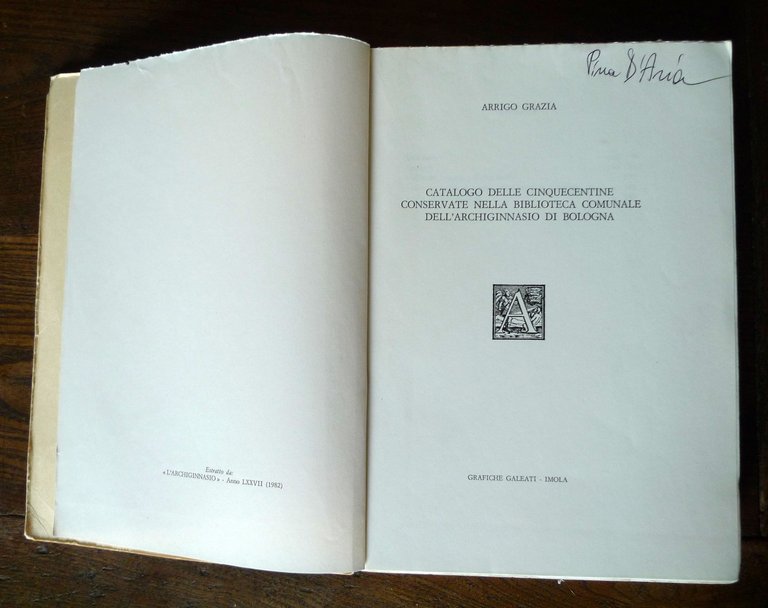 Estratto da:
«L'ARCHIGINNASIO» - Anno LXXVII (1982)
Pina D'Aria
ARRIGO GRAZIA
CATALOGO DELLE CINQUECENTINE
CONSERVATE NELLA BIBLIOTECA COMUNALE
DELL'ARCHIGINNASIO DI BOLOGNA
A
GRAFICHE GALEATI - IMOLA